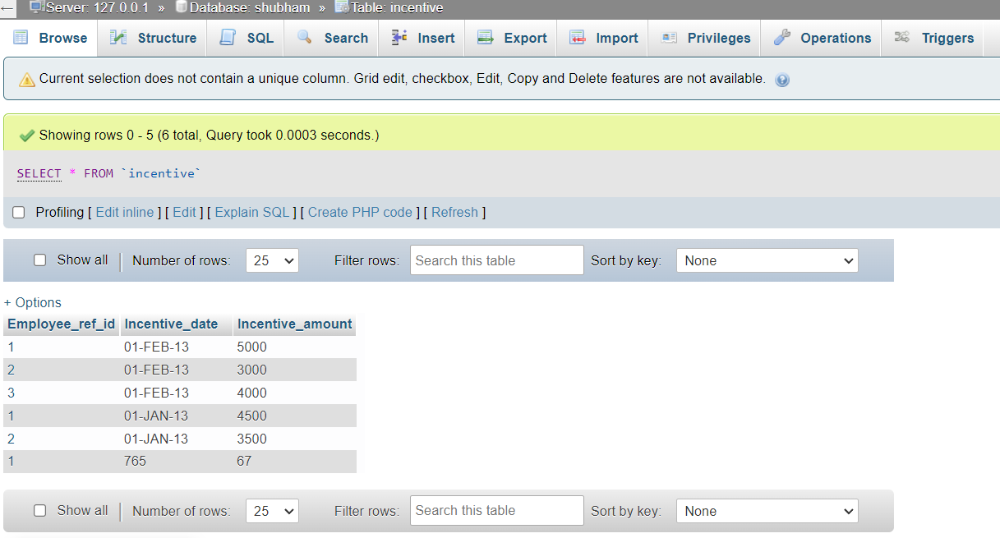 Server: 127.0.0.1 » Database: shubham » Table: incentive
Browse Structure SQL Search Insert Export Import Privileges Operations Triggers
Current selection does not contain a unique column. Grid edit, checkbox, Edit, Copy and Delete features are not available.
Showing rows 0 - 5 (6 total, Query took 0.0003 seconds.)
SELECT * FROM `incentive`
Profiling [ Edit inline ] [ Edit ] [ Explain SQL ] [ Create PHP code ] [ Refresh ]
Show all Number of rows: 25 Filter rows: Search this table Sort by key: None
+ Options
Employee_ref_id Incentive_date Incentive_amount
1 01-FEB-13 5000
2 01-FEB-13 3000
3 01-FEB-13 4000
1 01-JAN-13 4500
2 01-JAN-13 3500
1 765 67
Show all Number of rows: 25 Filter rows: Search this table Sort by key: None